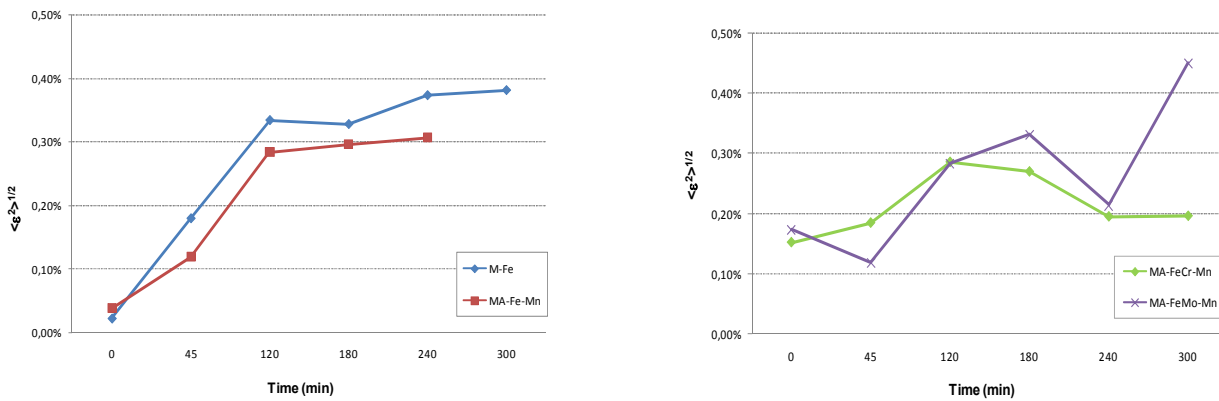 0,50%
0,40%
0,30%
0,20%
0,10%
0,00%
<ε²>¹/²
0 45 120 180 240 300
Time (min)
M-Fe
MA-Fe-Mn
0,50%
0,40%
0,30%
0,20%
0,10%
0,00%
<ε²>¹/²
0 45 120 180 240 300
Time (min)
MA-FeCr-Mn
MA-FeMo-Mn